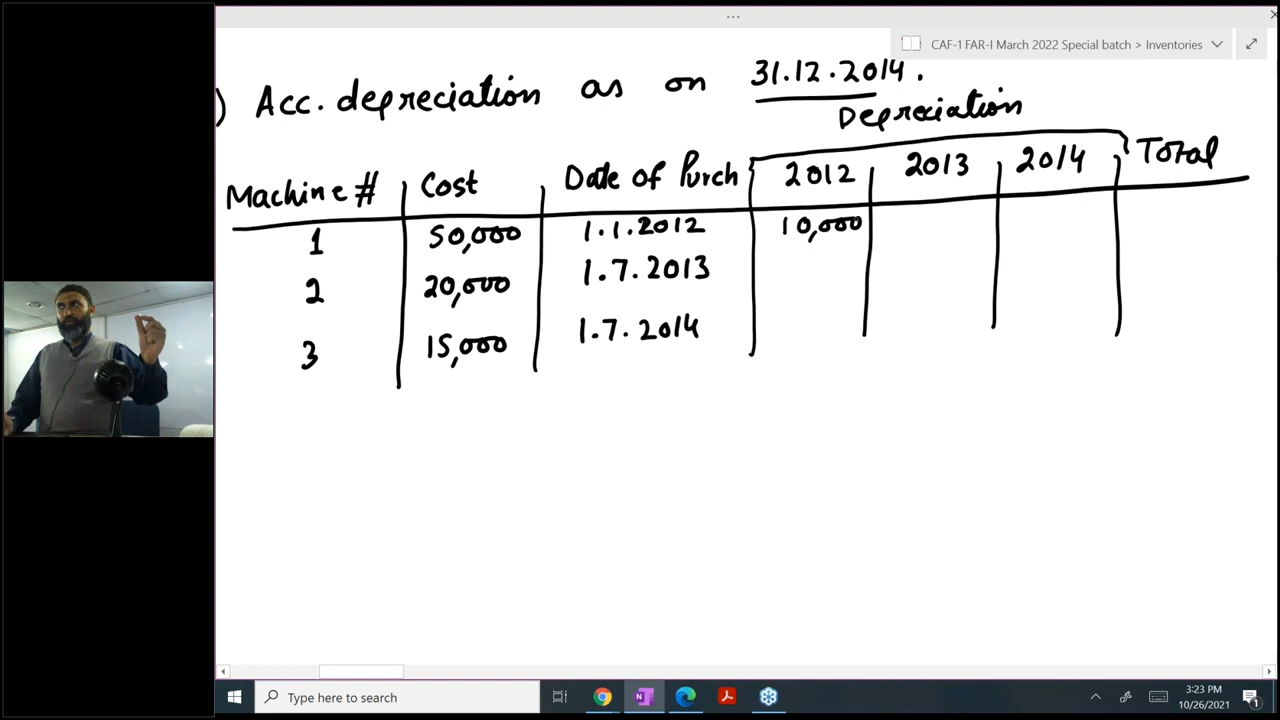 CAF-1 FAR-I March 2022 Special batch > Inventories
) Acc. depreciation as on 31.12.2014.
Depreciation
Machine # Cost Date of Purch 2012 2013 2014 Total
1 50,000 1.1.2012 10,000
2 20,000 1.7.2013
3 15,000 1.7.2014
Type here to search
3:23 PM
10/26/2021
1